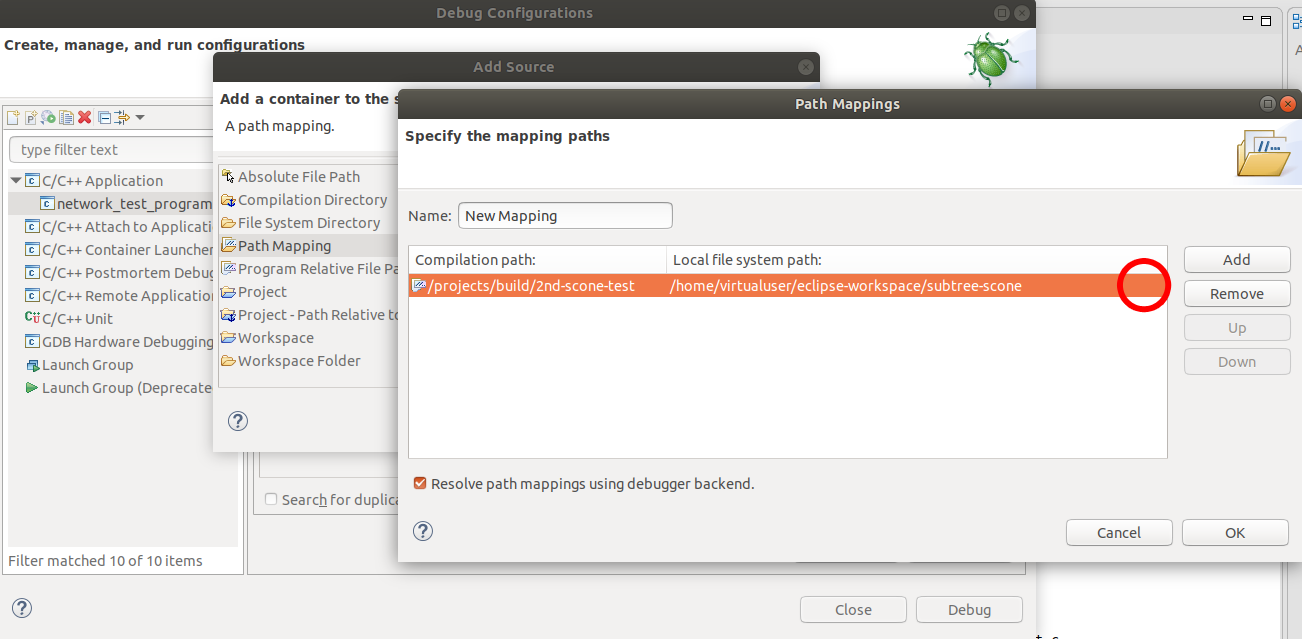 Debug Configurations
Create, manage, and run configurations
type filter text
C/C++ Application
network_test_program
C/C++ Attach to Applicati
C/C++ Container Launcher
C/C++ Postmortem Debug
C/C++ Remote Application
C/C++ Unit
GDB Hardware Debugging
Launch Group
Launch Group (Deprecate
Filter matched 10 of 10 items
Add Source
Add a container to the s
A path mapping.
Absolute File Path
Compilation Directory
File System Directory
Path Mapping
Program Relative File Pa
Project
Project - Path Relative to
Workspace
Workspace Folder
Search for duplica
Path Mappings
Specify the mapping paths
Name: New Mapping
Compilation path: Local file system path:
/projects/build/2nd-scone-test /home/virtualuser/eclipse-workspace/subtree-scone
Add
Remove
Up
Down
Resolve path mappings using debugger backend.
Cancel OK
Close Debug